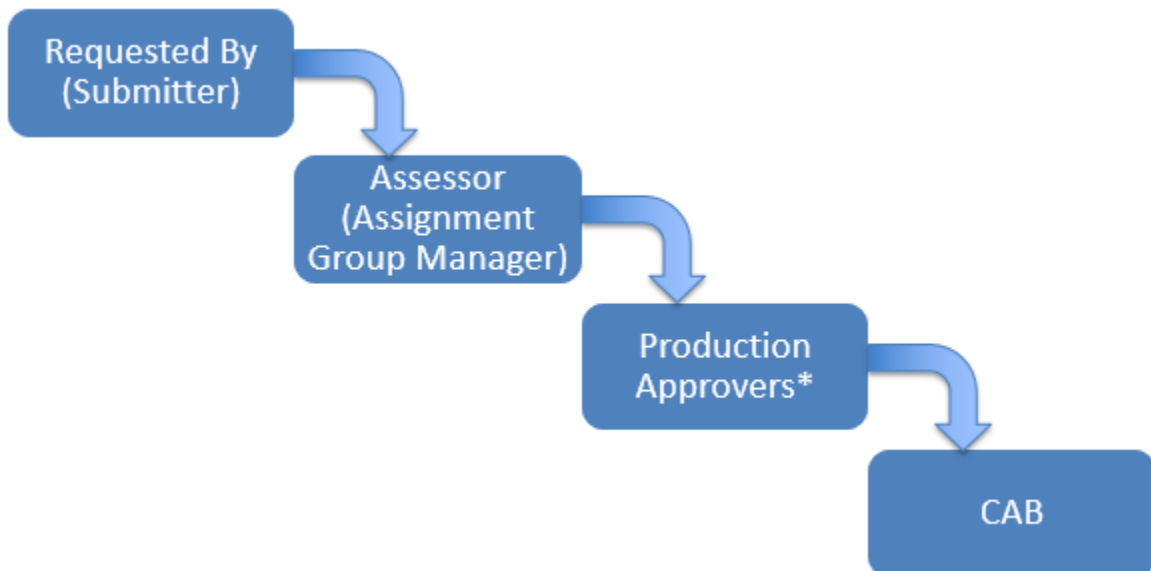 Requested By
(Submitter)
Assessor
(Assignment
Group Manager)
Production
Approvers*
CAB